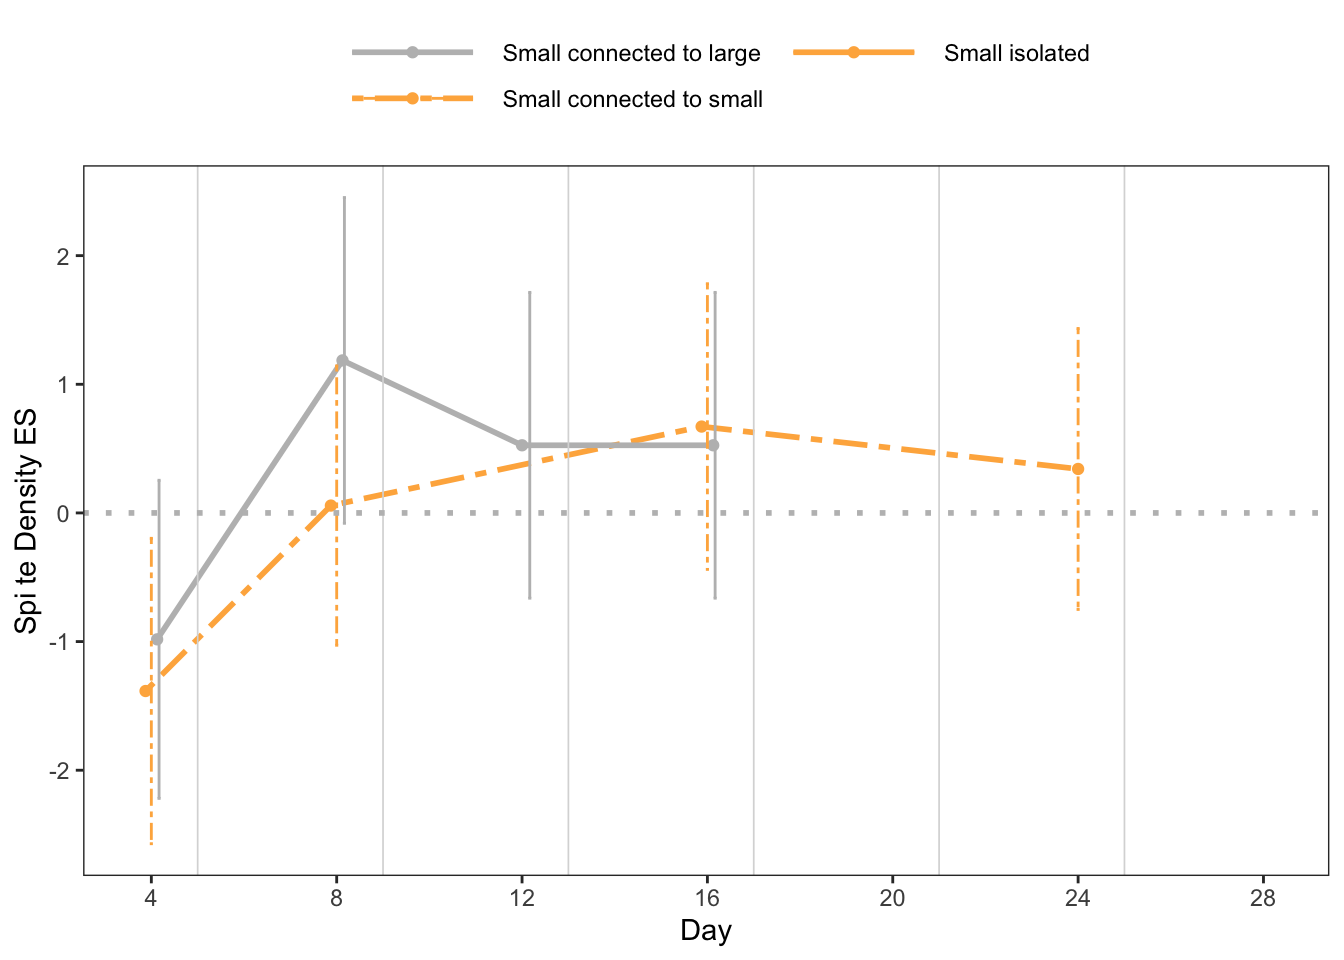 Small connected to large
Small isolated
Small connected to small
Spi te Density ES
2
1
0
-1
-2
4 8 12 16 20 24 28
Day